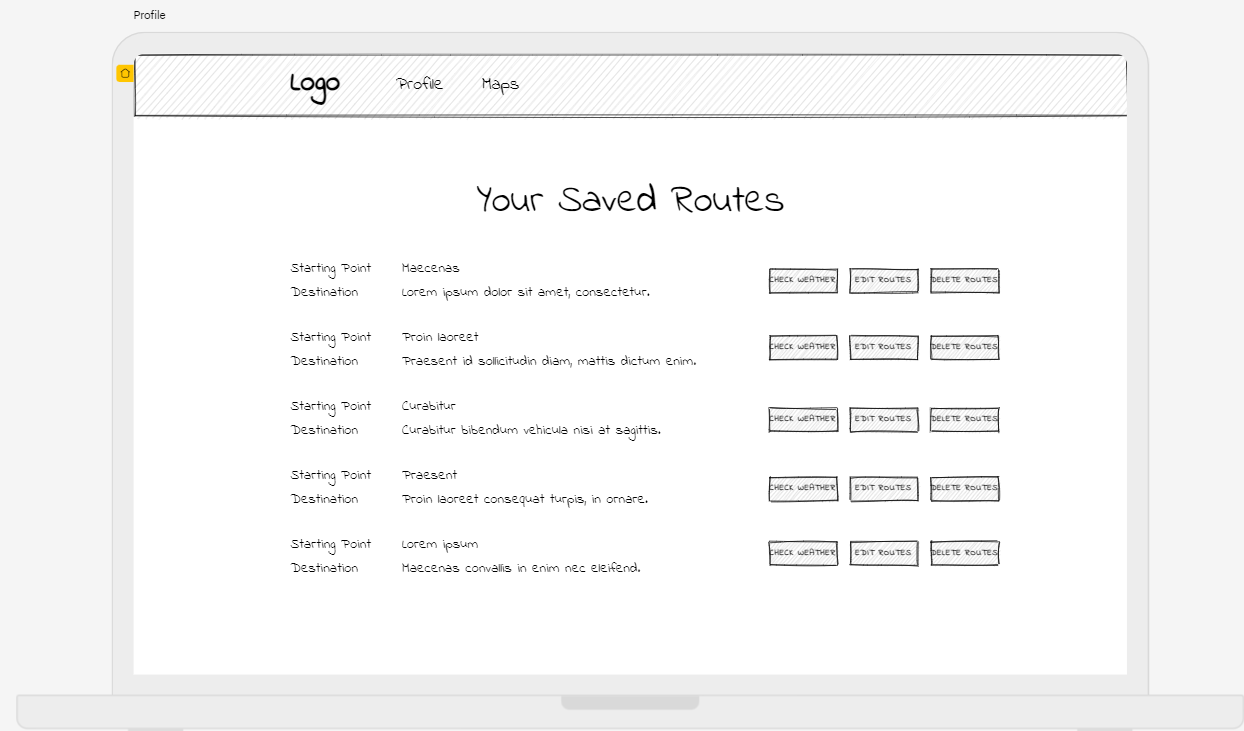 Profile
Logo Profile Maps
Your Saved Routes
Starting Point Maecenas
Destination Lorem ipsum dolor sit amet, consectetur.
CHECK WEATHER EDIT ROUTES DELETE ROUTES
Starting Point Proin laoreet
Destination Praesent id sollicitudin diam, mattis dictum enim.
CHECK WEATHER EDIT ROUTES DELETE ROUTES
Starting Point Curabitur
Destination Curabitur bibendum vehicula nisi at sagittis.
CHECK WEATHER EDIT ROUTES DELETE ROUTES
Starting Point Praesent
Destination Proin laoreet consequat turpis, in ornare.
CHECK WEATHER EDIT ROUTES DELETE ROUTES
Starting Point Lorem ipsum
Destination Maecenas convallis in enim nec eleifend.
CHECK WEATHER EDIT ROUTES DELETE ROUTES